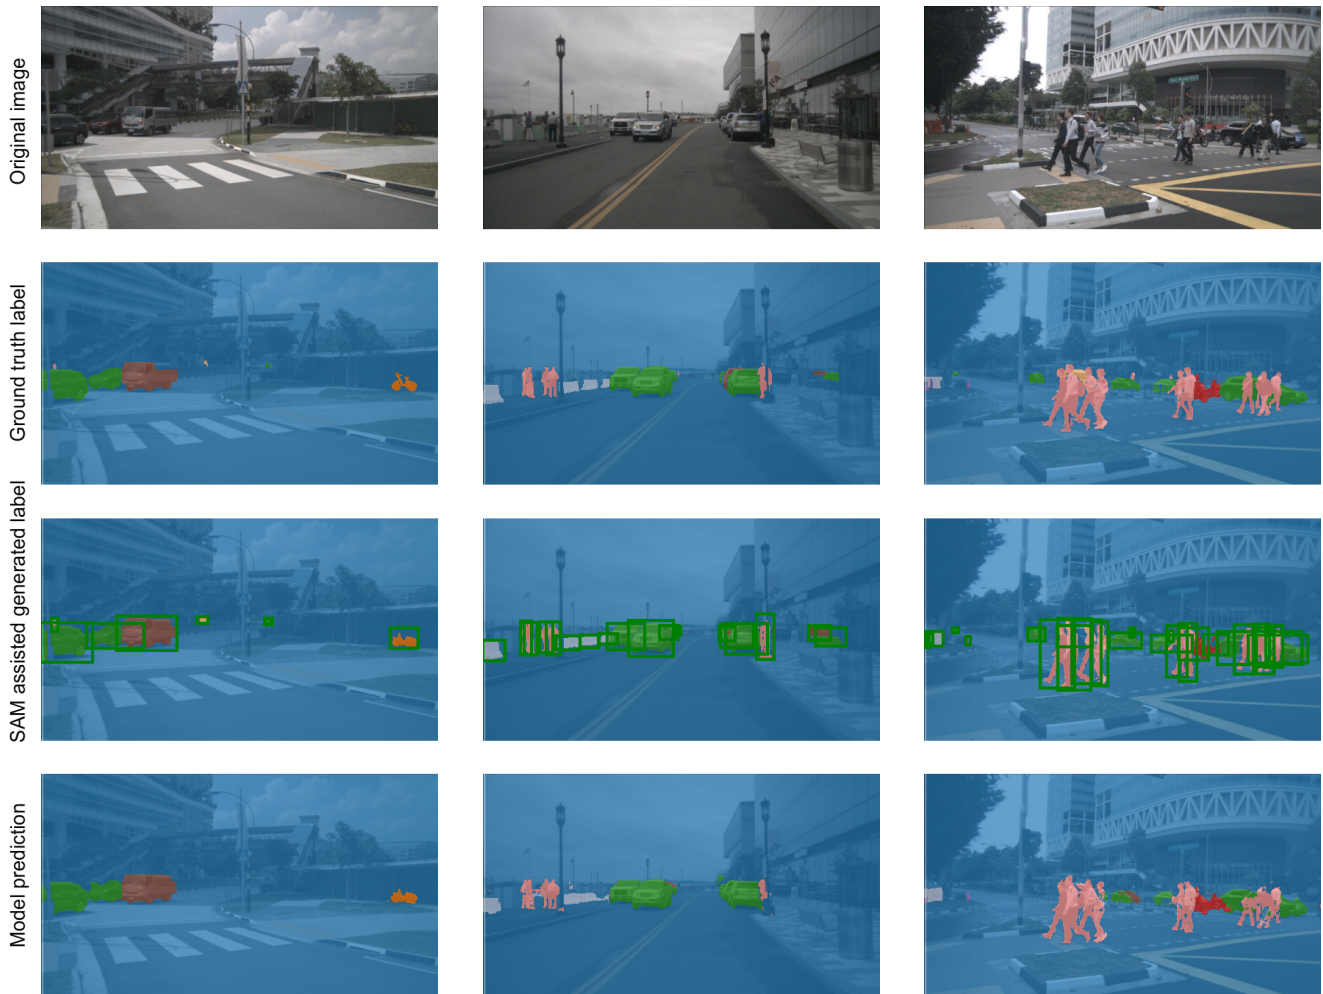 Original image
Ground truth label
SAM assisted generated label
Model prediction